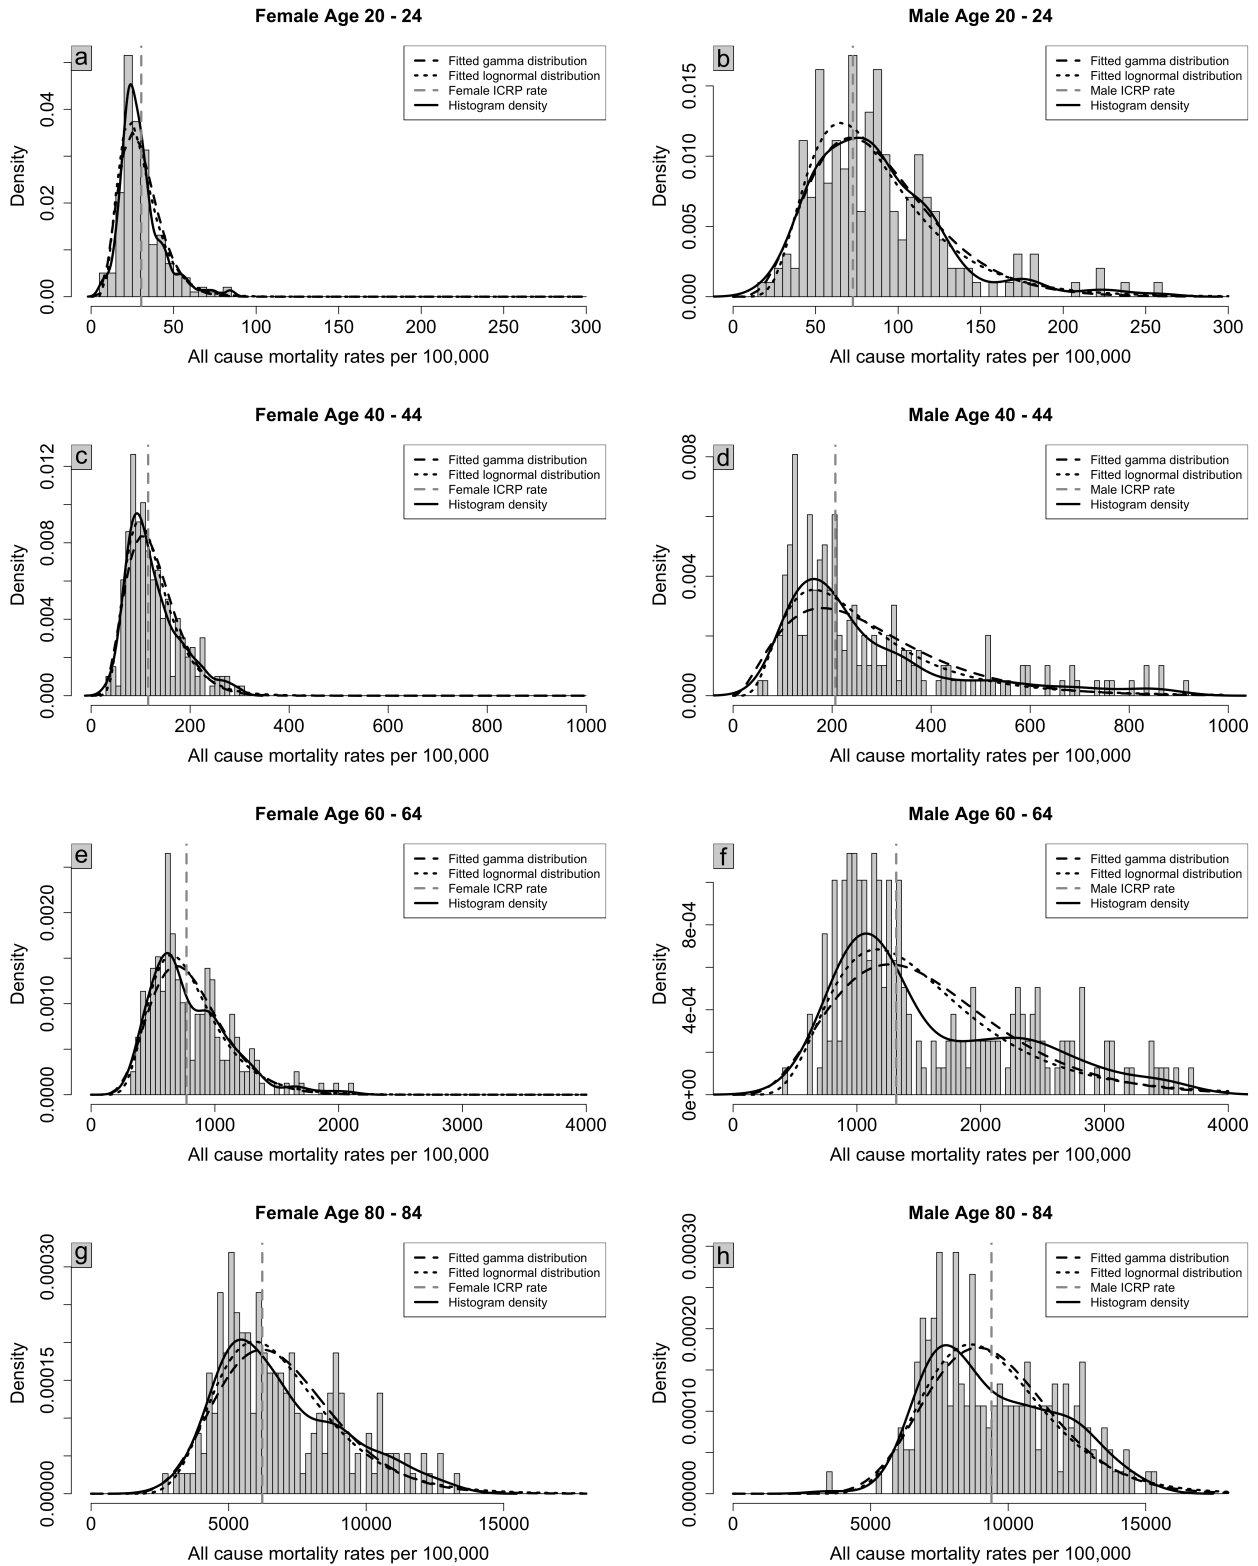 Female Age 20 - 24
a
Fitted gamma distribution
Fitted lognormal distribution
Female ICRP rate
Histogram density
Density
0.00 0.02 0.04
0 50 100 150 200 250 300
All cause mortality rates per 100,000
Male Age 20 - 24
b
Fitted gamma distribution
Fitted lognormal distribution
Male ICRP rate
Histogram density
Density
0.000 0.005 0.010 0.015
0 50 100 150 200 250 300
All cause mortality rates per 100,000
Female Age 40 - 44
c
Fitted gamma distribution
Fitted lognormal distribution
Female ICRP rate
Histogram density
Density
0.000 0.004 0.008 0.012
0 200 400 600 800 1000
All cause mortality rates per 100,000
Male Age 40 - 44
d
Fitted gamma distribution
Fitted lognormal distribution
Male ICRP rate
Histogram density
Density
0.000 0.004 0.008
0 200 400 600 800 1000
All cause mortality rates per 100,000
Female Age 60 - 64
e
Fitted gamma distribution
Fitted lognormal distribution
Female ICRP rate
Histogram density
Density
0.0000 0.0010 0.0020
0 1000 2000 3000 4000
All cause mortality rates per 100,000
Male Age 60 - 64
f
Fitted gamma distribution
Fitted lognormal distribution
Male ICRP rate
Histogram density
Density
0e+00 4e-04 8e-04
0 1000 2000 3000 4000
All cause mortality rates per 100,000
Female Age 80 - 84
g
Fitted gamma distribution
Fitted lognormal distribution
Female ICRP rate
Histogram density
Density
0.00000 0.00015 0.00030
0 5000 10000 15000
All cause mortality rates per 100,000
Male Age 80 - 84
h
Fitted gamma distribution
Fitted lognormal distribution
Male ICRP rate
Histogram density
Density
0.00000 0.00010 0.00020 0.00030
0 5000 10000 15000
All cause mortality rates per 100,000